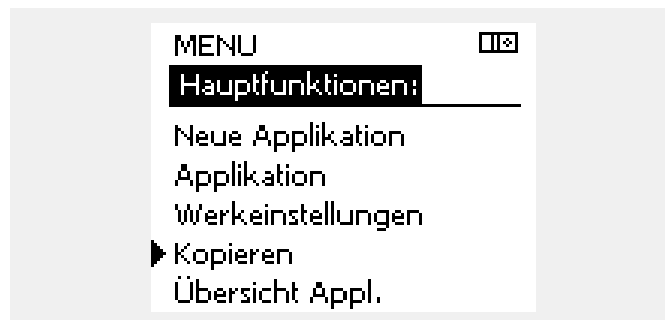 MENU
Hauptfunktionen:
Neue Applikation
Applikation
Werkeinstellungen
Kopieren
Übersicht Appl.